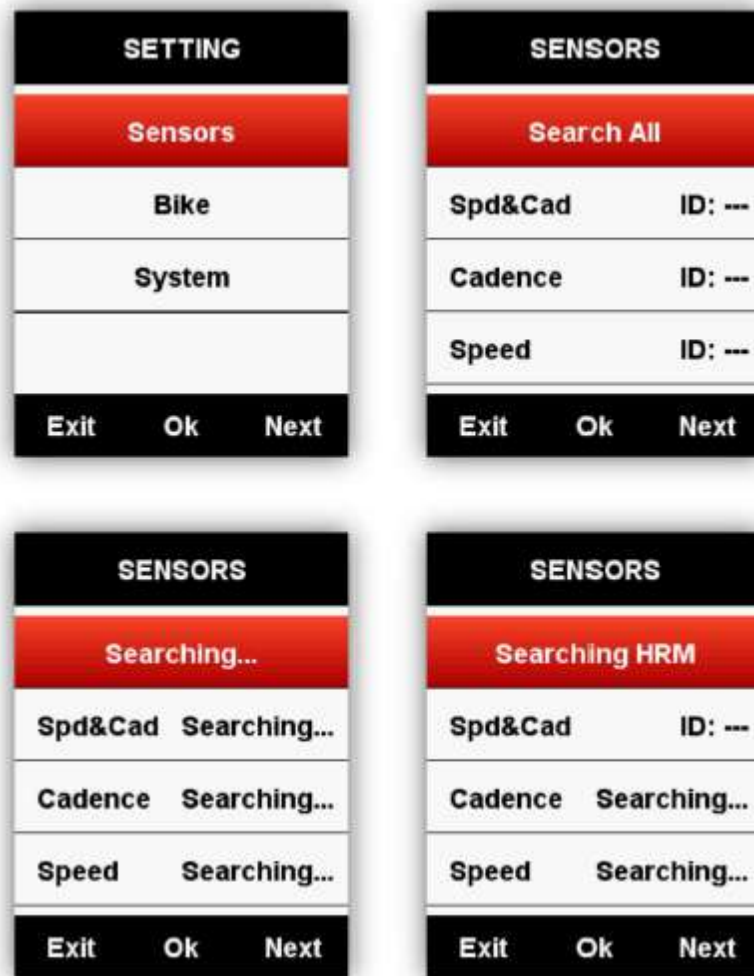 SETTING
Sensors
Bike
System
Exit Ok Next
SENSORS
Search All
Spd&Cad ID: ---
Cadence ID: ---
Speed ID: ---
Exit Ok Next
SENSORS
Searching...
Spd&Cad Searching...
Cadence Searching...
Speed Searching...
Exit Ok Next
SENSORS
Searching HRM
Spd&Cad ID: ---
Cadence Searching...
Speed Searching...
Exit Ok Next